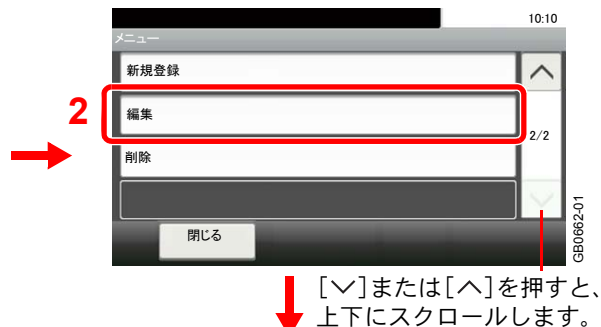 10:10
メニュー
新規登録
2
編集
2/2
削除
閉じる
GB0662-01
[∨]または[∧]を押すと、
上下にスクロールします。